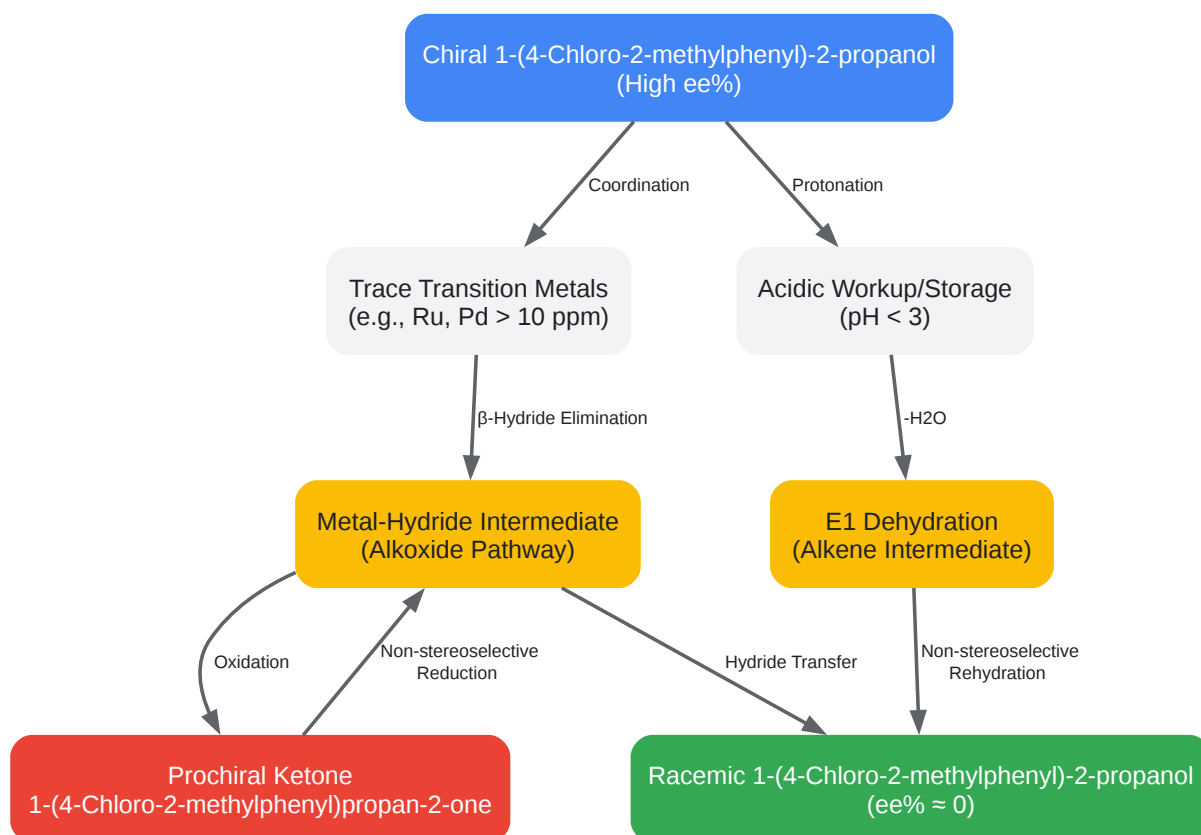 Chiral 1-(4-Chloro-2-methylphenyl)-2-propanol
(High ee%)
Coordination
Protonation
Trace Transition Metals
(e.g., Ru, Pd > 10 ppm)
Acidic Workup/Storage
(pH < 3)
β-Hydride Elimination
-H2O
Metal-Hydride Intermediate
(Alkoxide Pathway)
E1 Dehydration
(Alkene Intermediate)
Oxidation
Non-stereoselective
Reduction
Hydride Transfer
Non-stereoselective
Rehydration
Prochiral Ketone
1-(4-Chloro-2-methylphenyl)propan-2-one
Racemic 1-(4-Chloro-2-methylphenyl)-2-propanol
(ee% ≈ 0)